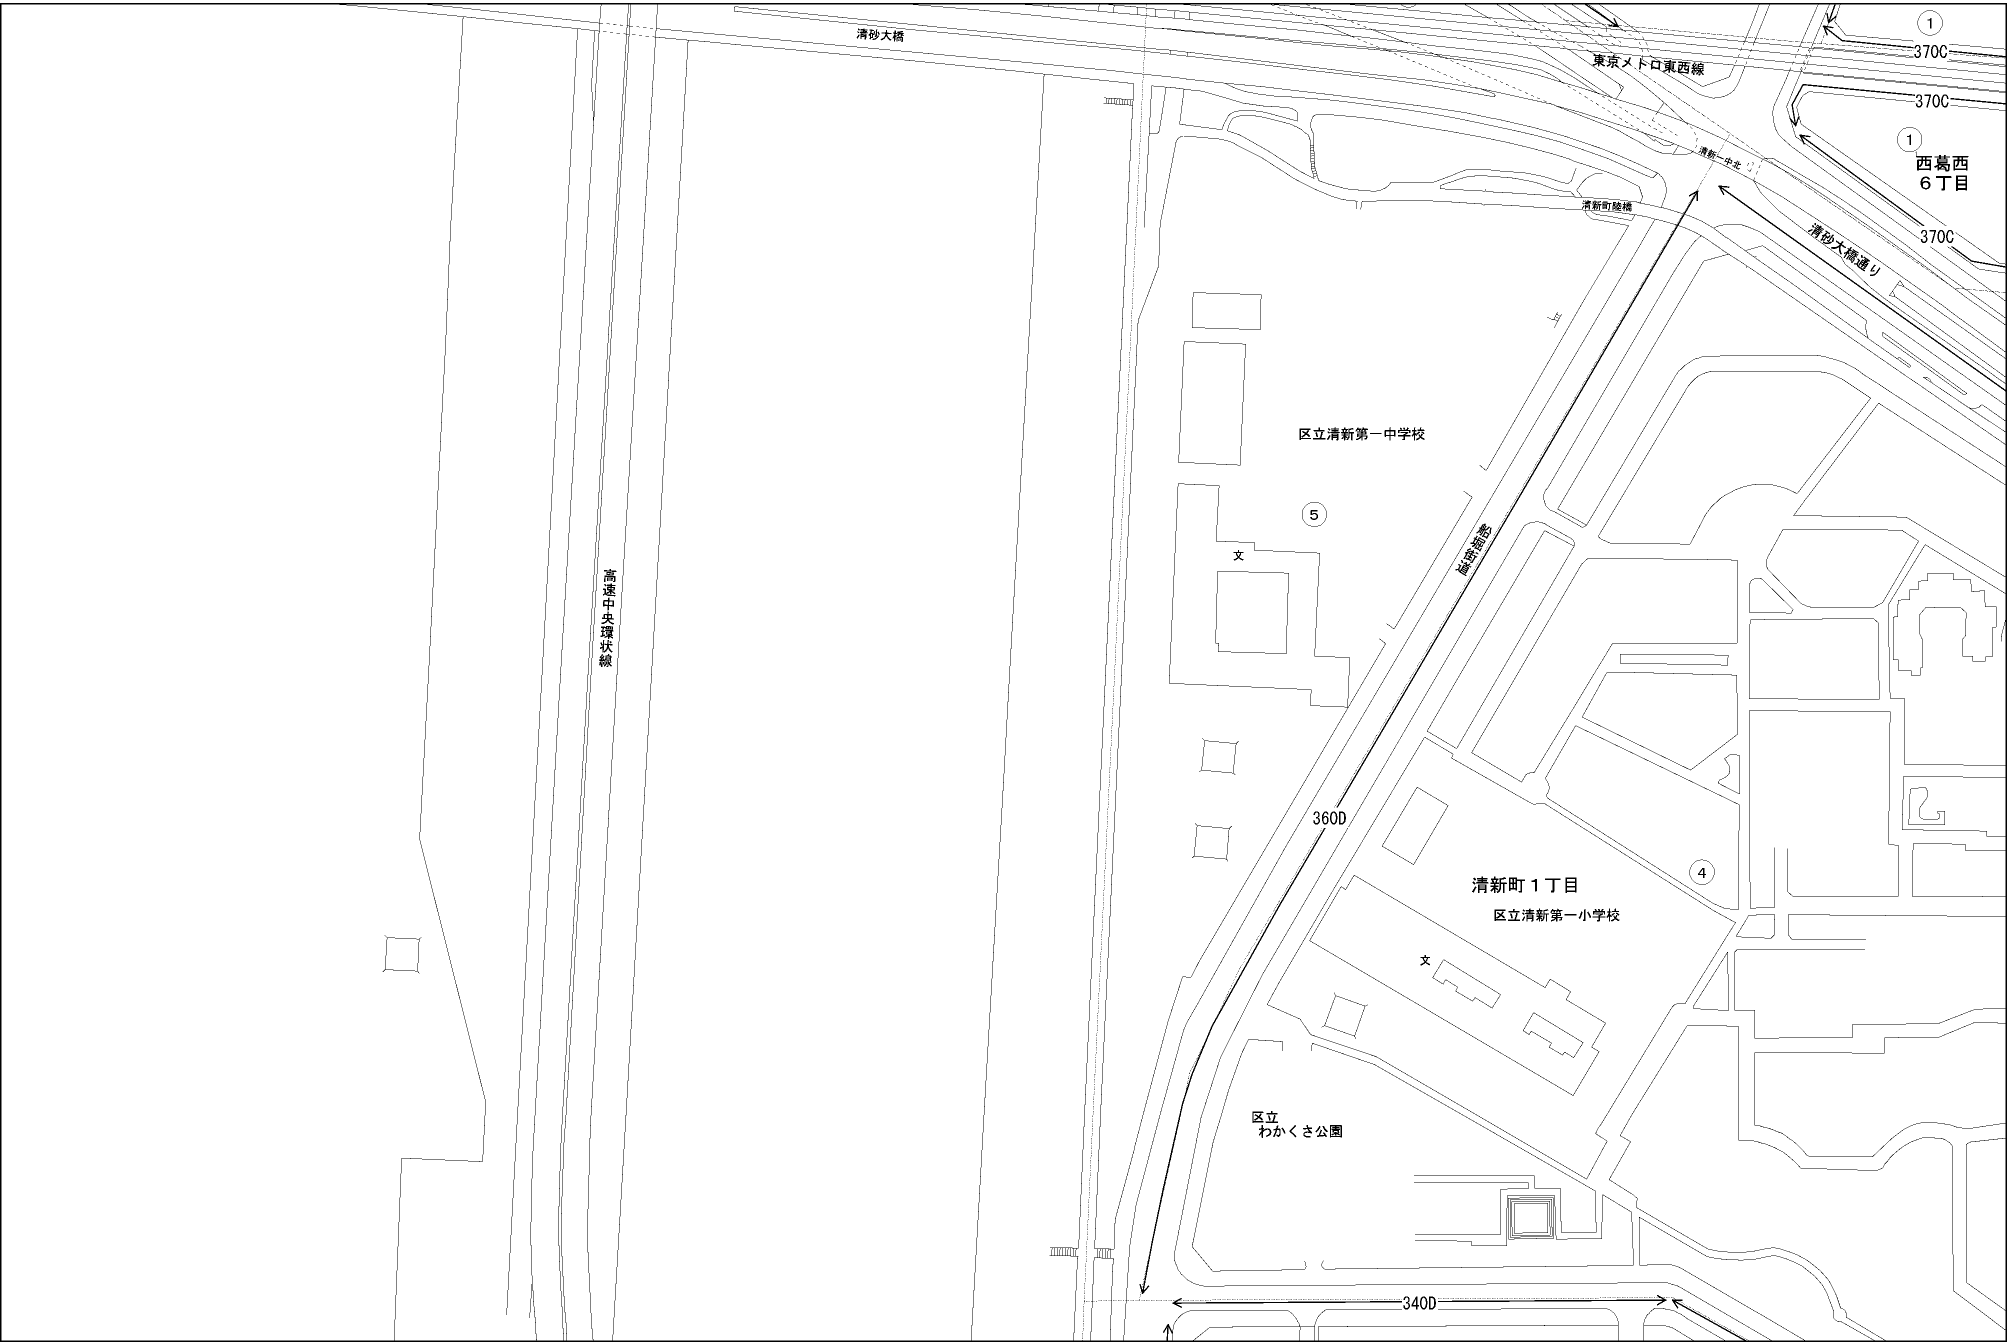 清砂大橋
東京メトロ東西線
①
370C
370C
①
西葛西
６丁目
清新一中北
清新町陸橋
370C
清砂大橋通り
区立清新第一中学校
⑤
文
船堀街道
高速中央環状線
360D
清新町１丁目
④
区立清新第一小学校
文
区立
わかくさ公園
340D